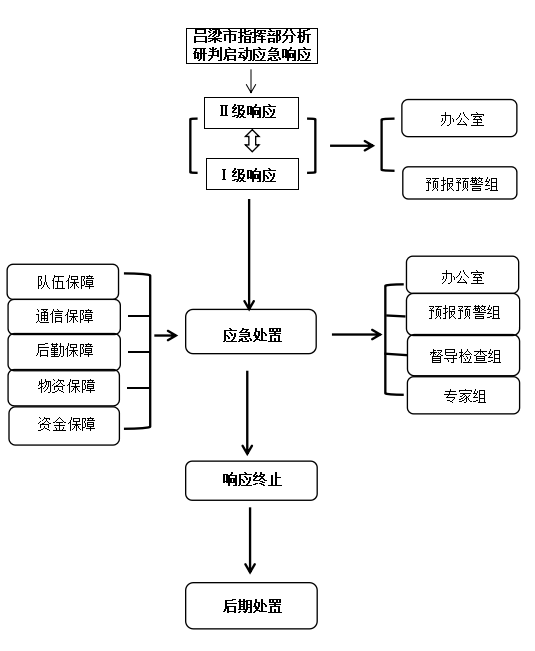 吕梁市指挥部分析
研判启动应急响应
Ⅱ级响应
Ⅰ级响应
办公室
预报预警组
队伍保障
通信保障
后勤保障
物资保障
资金保障
应急处置
办公室
预报预警组
督导检查组
专家组
响应终止
后期处置